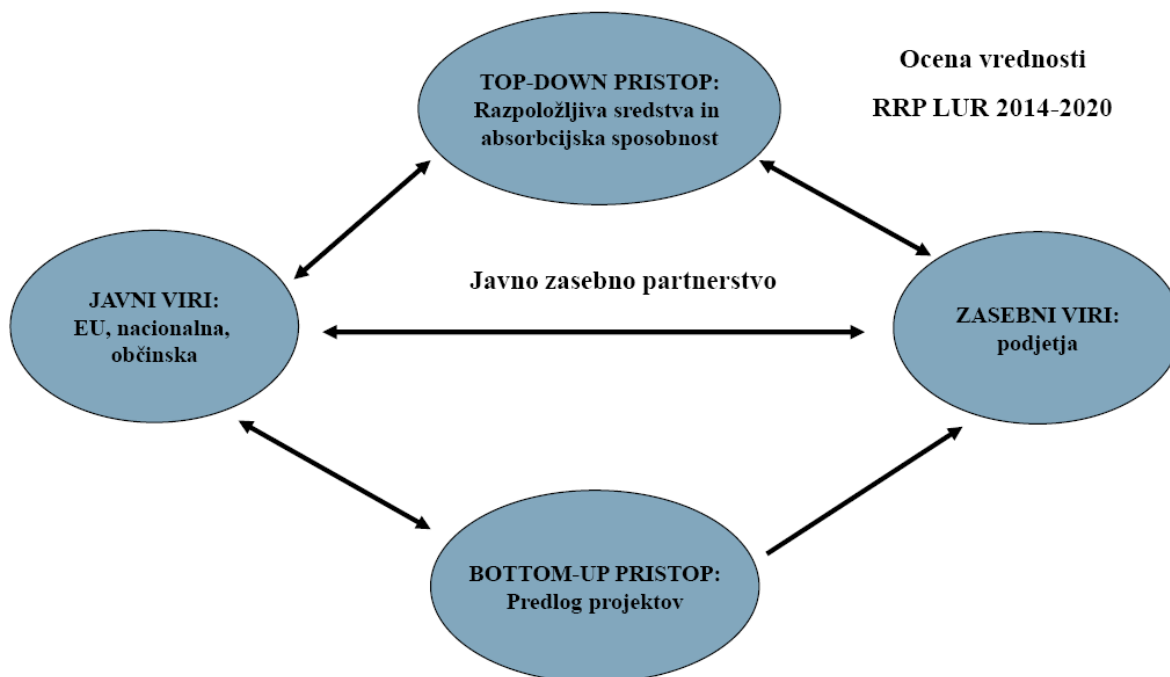 TOP-DOWN PRISTOP:
Razpoložljiva sredstva in
absorbcijska sposobnost
Ocena vrednosti
RRP LUR 2014-2020
JAVNI VIRI:
EU, nacionalna,
občinska
Javno zasebno partnerstvo
ZASEBNI VIRI:
podjetja
BOTTOM-UP PRISTOP:
Predlog projektov